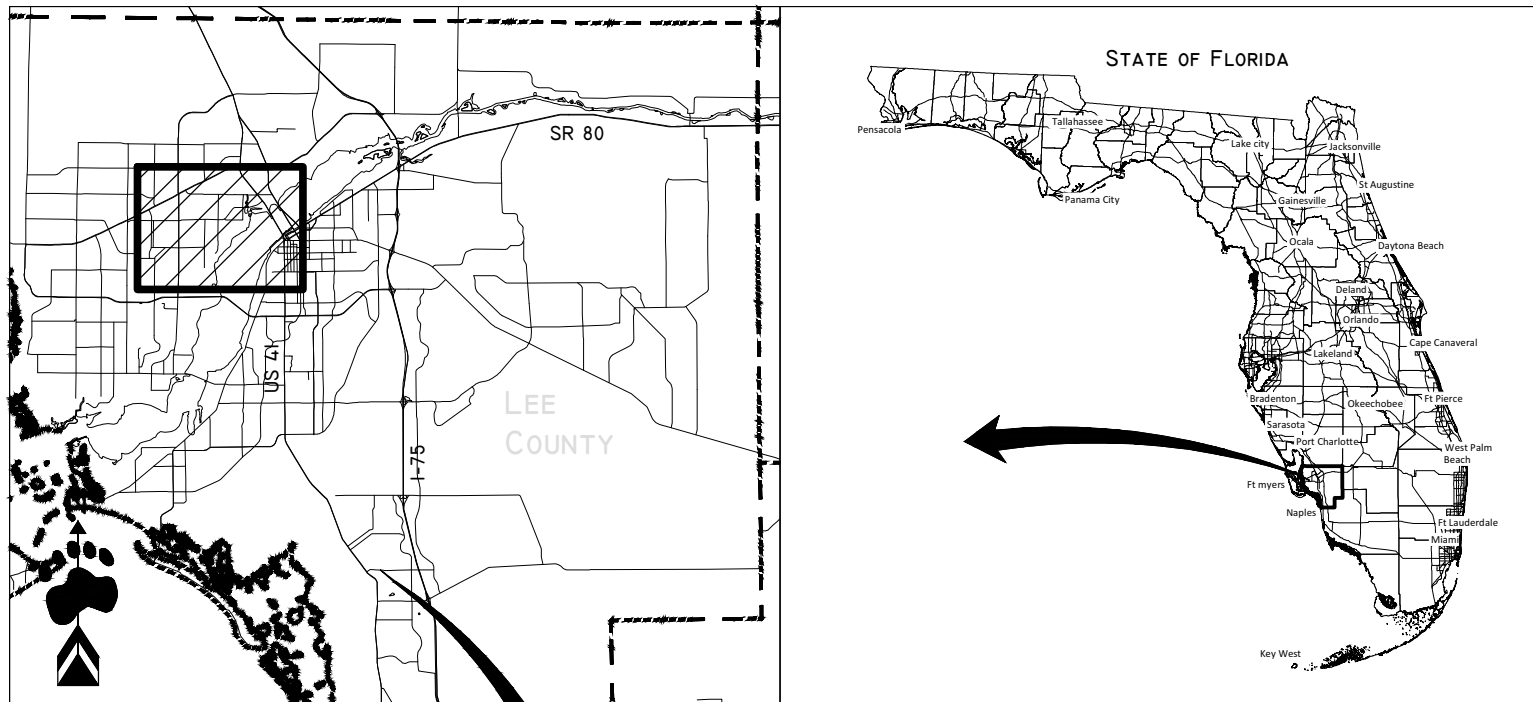 SR 80
US 41
LEE
COUNTY
I-75
STATE OF FLORIDA
Pensacola
Tallahassee
Lake city
Jacksonville
St Augustine
Panama City
Gainesville
Ocala
Daytona Beach
Deland
Orlando
Cape Canaveral
Lakeland
Bradenton
Okeechobee
Ft Pierce
Sarasota
Port Charlotte
West Palm
Beach
Ft myers
Naples
Ft Lauderdale
Miami
Key West